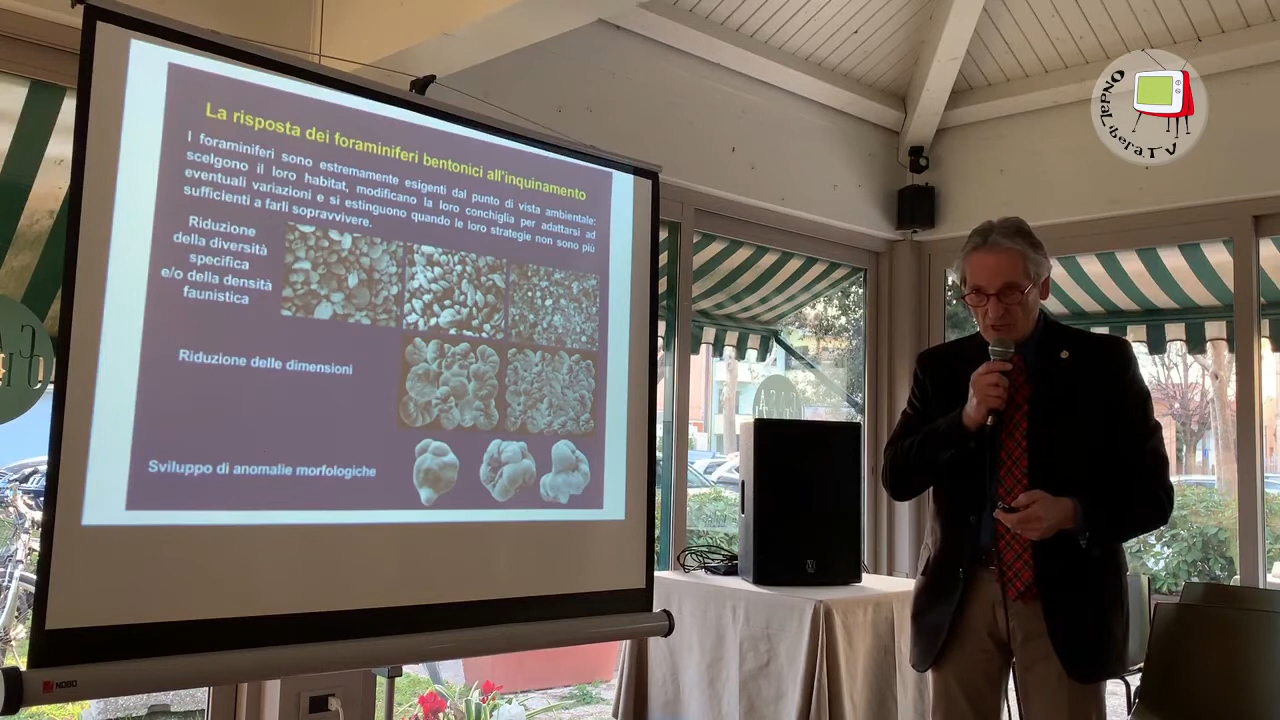 La risposta dei foraminiferi bentonici all'inquinamento
I foraminiferi sono estremamente esigenti dal punto di vista ambientale:
scelgono il loro habitat, modificano la loro conchiglia per adattarsi ad
eventuali variazioni e si estinguono quando le loro strategie non sono più
sufficienti a farli sopravvivere.
Riduzione
della diversità
specifica
e/o della densità
faunistica
Riduzione delle dimensioni
Sviluppo di anomalie morfologiche
NOBO
OndaLiberaTV